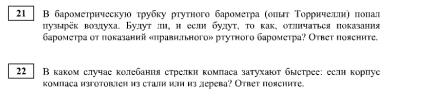 21 В барометрическую трубку ртутного барометра (опыт Торричелли) попал
пузырёк воздуха. Будут ли, и если будут, то как, отличаться показания
барометра от показаний «правильного» ртутного барометра? Ответ поясните.
22 В каком случае колебания стрелки компаса затухают быстрее: если корпус
компаса изготовлен из стали или из дерева? Ответ поясните.